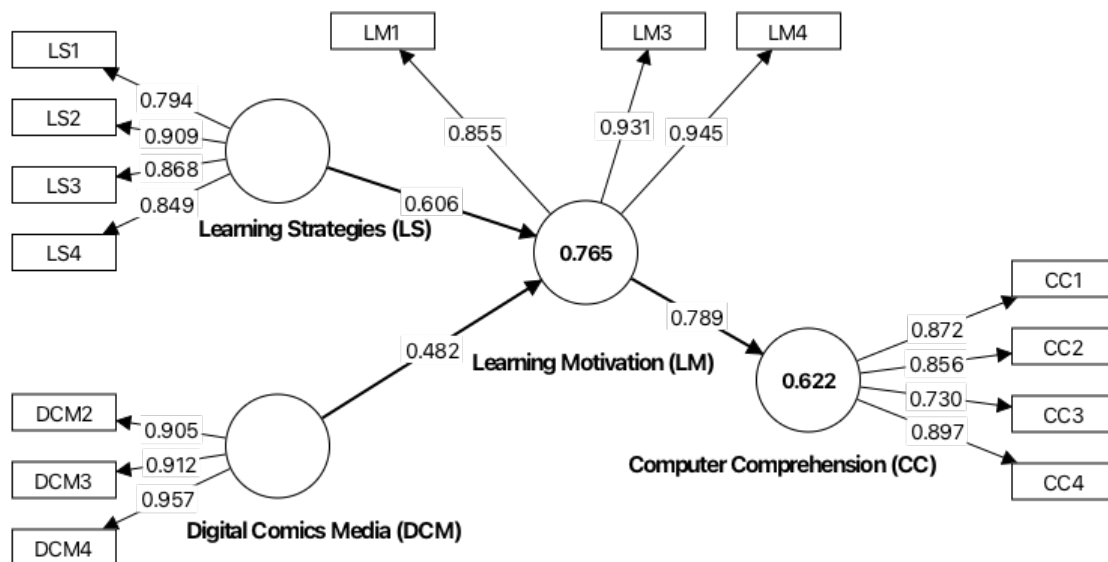 LM1
LM3
LM4
LS1
LS2
LS3
LS4
0.794
0.909
0.868
0.849
0.855
0.931
0.945
0.606
Learning Strategies (LS)
0.765
0.482
0.789
Learning Motivation (LM)
CC1
CC2
CC3
CC4
0.872
0.856
0.730
0.897
0.622
Computer Comprehension (CC)
DCM2
DCM3
DCM4
0.905
0.912
0.957
Digital Comics Media (DCM)